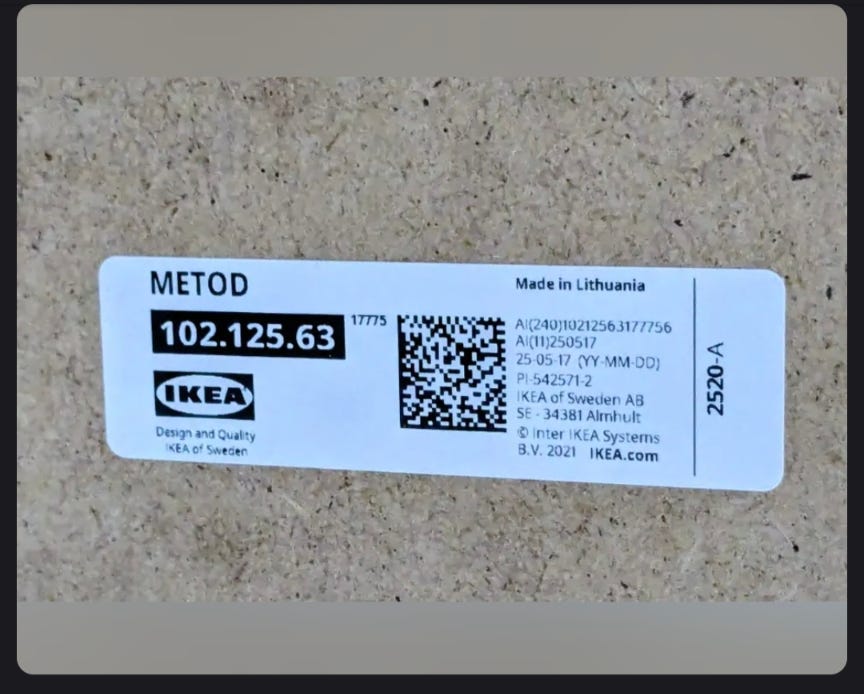 METOD
102.125.63
17775
IKEA
Design and Quality
IKEA of Sweden
Made in Lithuania
AI(240)10212563177756
AI(11)250517
25-05-17 (YY-MM-DD)
PI-542571-2
IKEA of Sweden AB
SE - 34381 Almhult
© Inter IKEA Systems
B.V. 2021 IKEA.com
2520-A